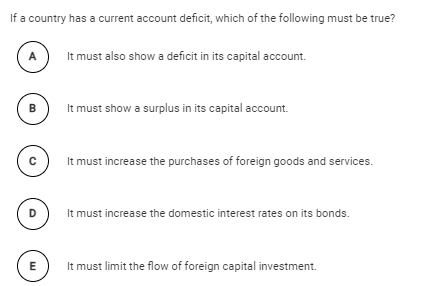 If a country has a current account deficit, which of the following must be true?
A It must also show a deficit in its capital account.
B It must show a surplus in its capital account.
C It must increase the purchases of foreign goods and services.
D It must increase the domestic interest rates on its bonds.
E It must limit the flow of foreign capital investment.